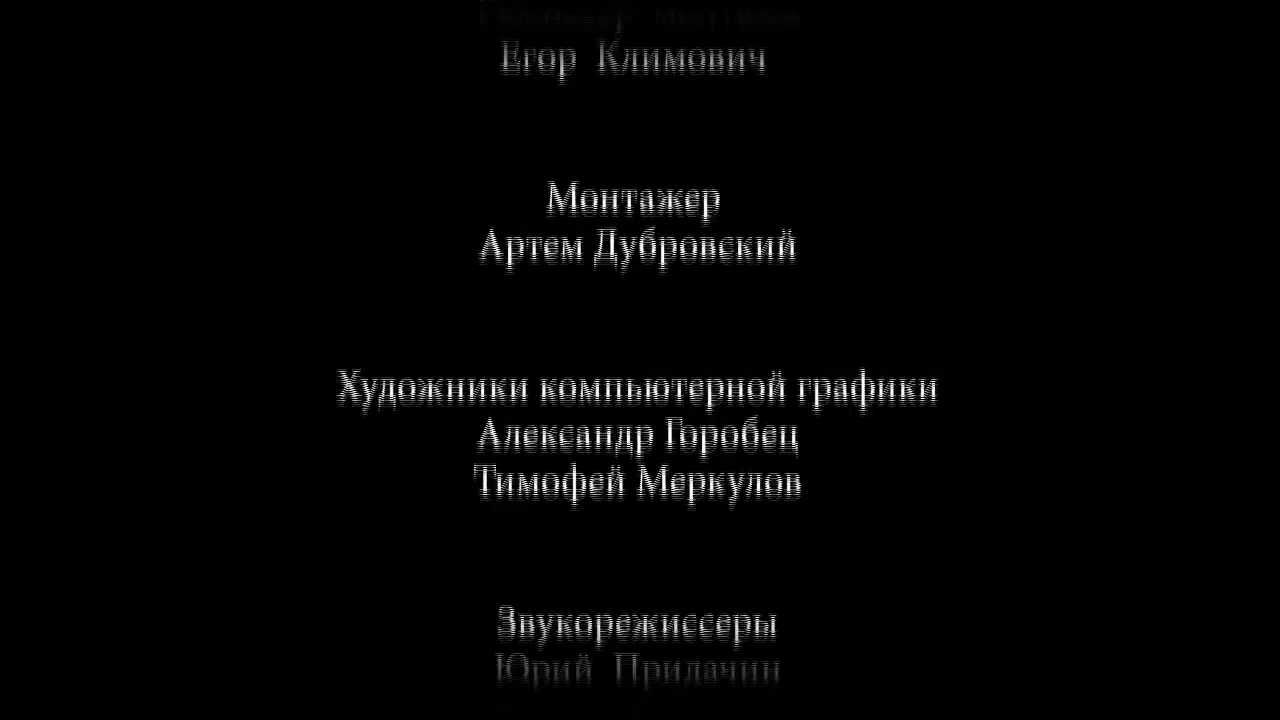 Егор Климович
Монтажер
Артем Дубровский
Художники компьютерной графики
Александр Горобец
Тимофей Меркулов
Звукорежиссеры
Юрий Придачин